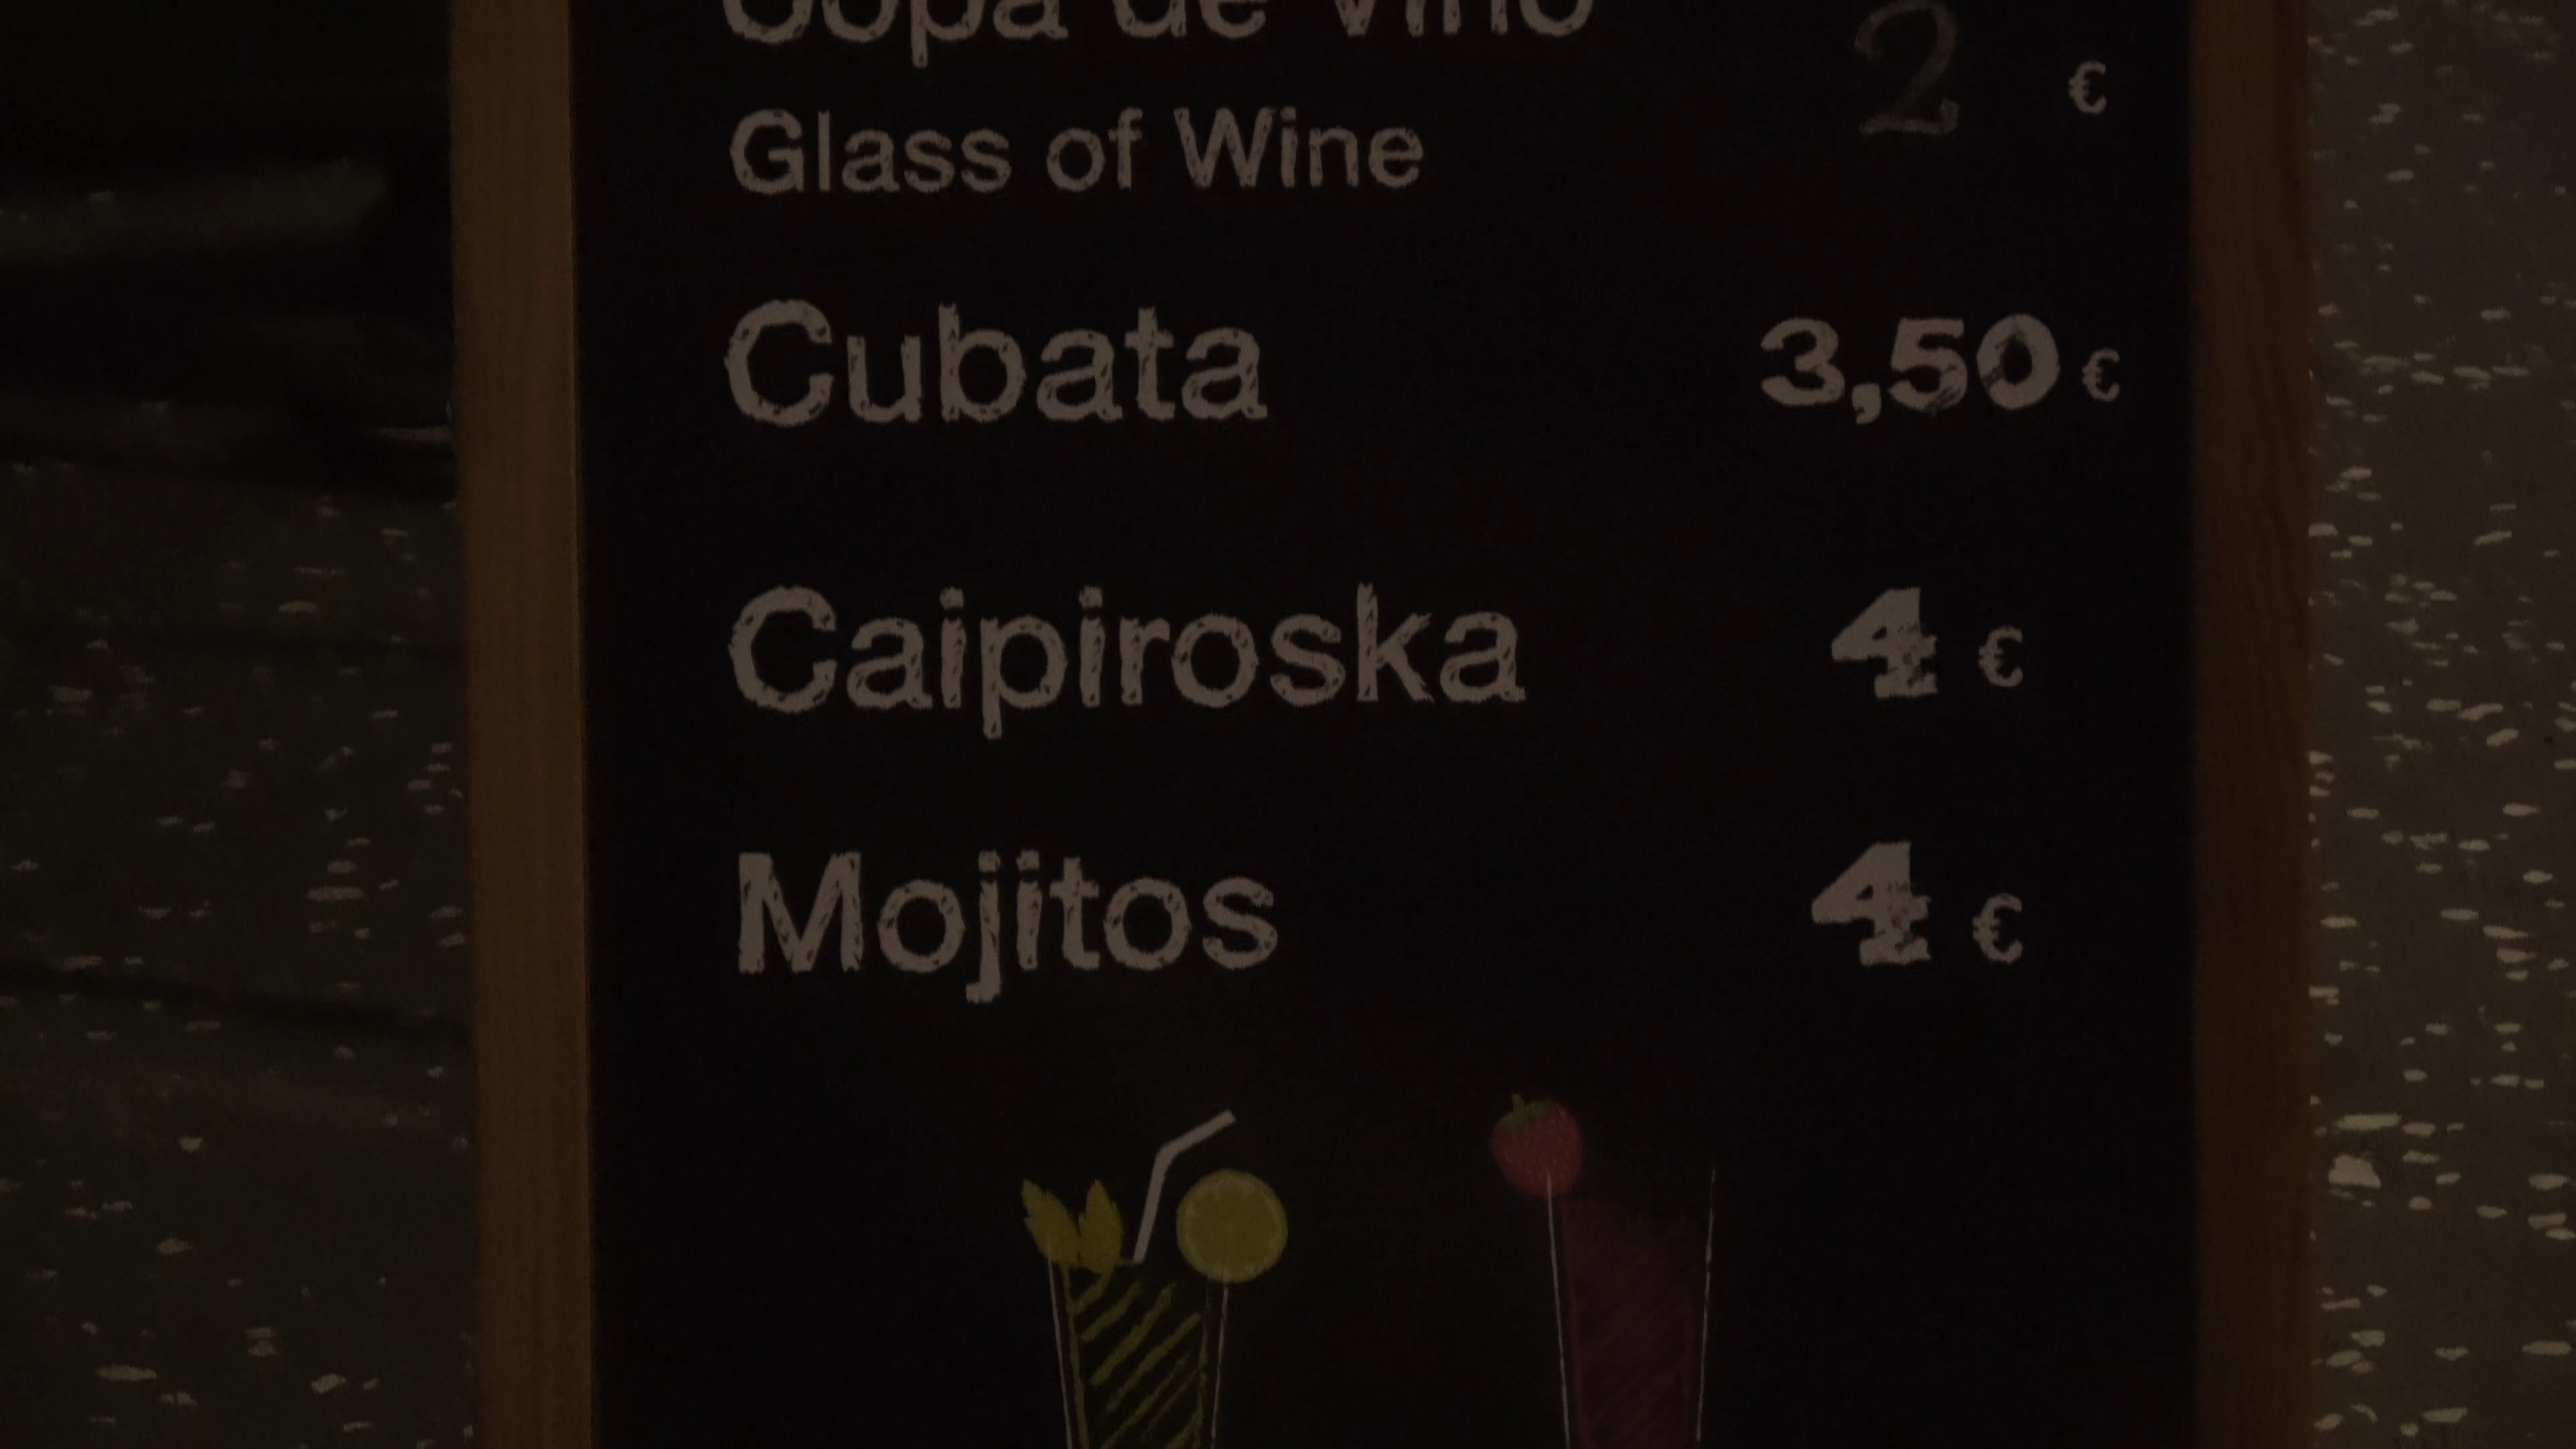 Copa de Vino 2 €
Glass of Wine
Cubata 3,50 €
Caipiroska 4 €
Mojitos 4 €